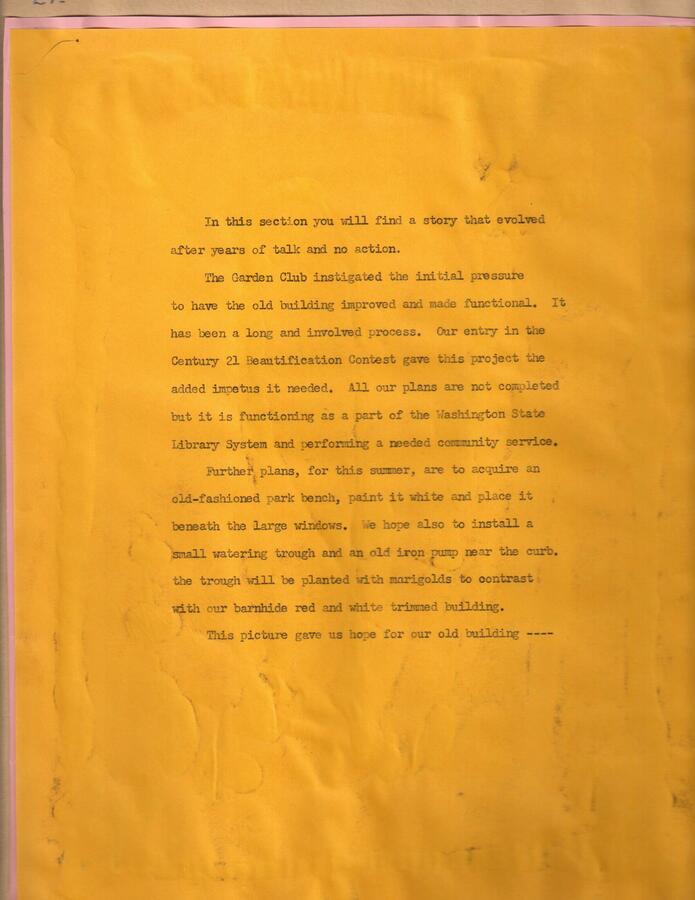 In this section you will find a story that evolved
after years of talk and no action.
The Garden Club instigated the initial pressure
to have the old building improved and made functional. It
has been a long and involved process. Our entry in the
Century 21 Beautification Contest gave this project the
added impetus it needed. All our plans are not completed
but it is functioning as a part of the Washington State
Library System and performing a needed community service.
Further plans, for this summer, are to acquire an
old-fashioned park bench, paint it white and place it
beneath the large windows. We hope also to install a
small watering trough and an old iron pump near the curb.
the trough will be planted with marigolds to contrast
with our barnhide red and white trimmed building.
This picture gave us hope for our old building ----